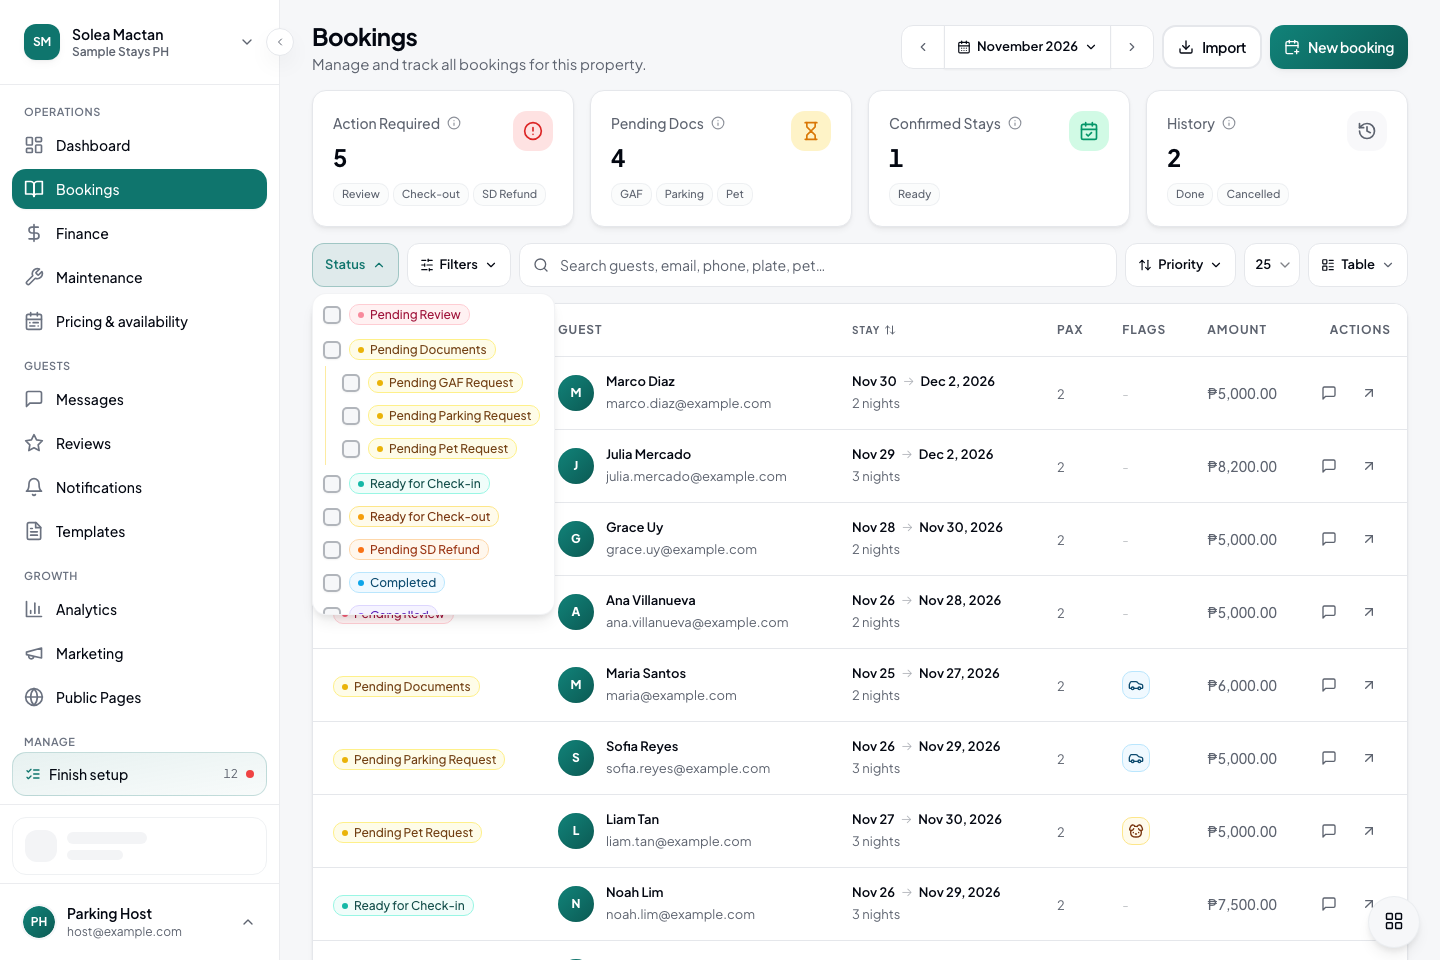 SM
Solea Mactan
Sample Stays PH
OPERATIONS
Dashboard
Bookings
Finance
Maintenance
Pricing & availability
GUESTS
Messages
Reviews
Notifications
Templates
GROWTH
Analytics
Marketing
Public Pages
MANAGE
Finish setup
12
PH
Parking Host
host@example.com
Bookings
Manage and track all bookings for this property.
November 2026
Import
New booking
Action Required
5
Review Check-out SD Refund
Pending Docs
4
GAF Parking Pet
Confirmed Stays
1
Ready
History
2
Done Cancelled
Status
Filters
Search guests, email, phone, plate, pet...
Priority
25
Table
Pending Review
Pending Documents
Pending GAF Request
Pending Parking Request
Pending Pet Request
Ready for Check-in
Ready for Check-out
Pending SD Refund
Completed
Cancelled
GUEST STAY PAX FLAGS AMOUNT ACTIONS
M Marco Diaz Nov 30 → Dec 2, 2026 2 - ₱5,000.00
marco.diaz@example.com 2 nights
J Julia Mercado Nov 29 → Dec 2, 2026 2 - ₱8,200.00
julia.mercado@example.com 3 nights
G Grace Uy Nov 28 → Nov 30, 2026 2 - ₱5,000.00
grace.uy@example.com 2 nights
Pending Review A Ana Villanueva Nov 26 → Nov 28, 2026 2 - ₱5,000.00
ana.villanueva@example.com 2 nights
Pending Documents M Maria Santos Nov 25 → Nov 27, 2026 2 ₱6,000.00
maria@example.com 2 nights
Pending Parking Request S Sofia Reyes Nov 26 → Nov 29, 2026 2 ₱5,000.00
sofia.reyes@example.com 3 nights
Pending Pet Request L Liam Tan Nov 27 → Nov 30, 2026 2 ₱5,000.00
liam.tan@example.com 3 nights
Ready for Check-in N Noah Lim Nov 26 → Nov 29, 2026 2 - ₱7,500.00
noah.lim@example.com 3 nights